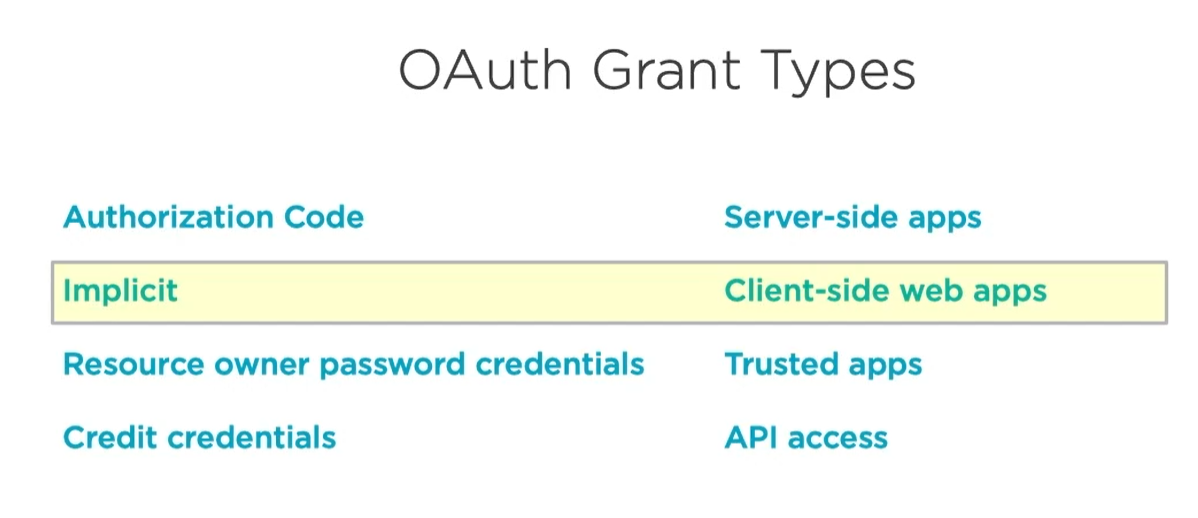 OAuth Grant Types
Authorization Code Server-side apps
Implicit Client-side web apps
Resource owner password credentials Trusted apps
Credit credentials API access